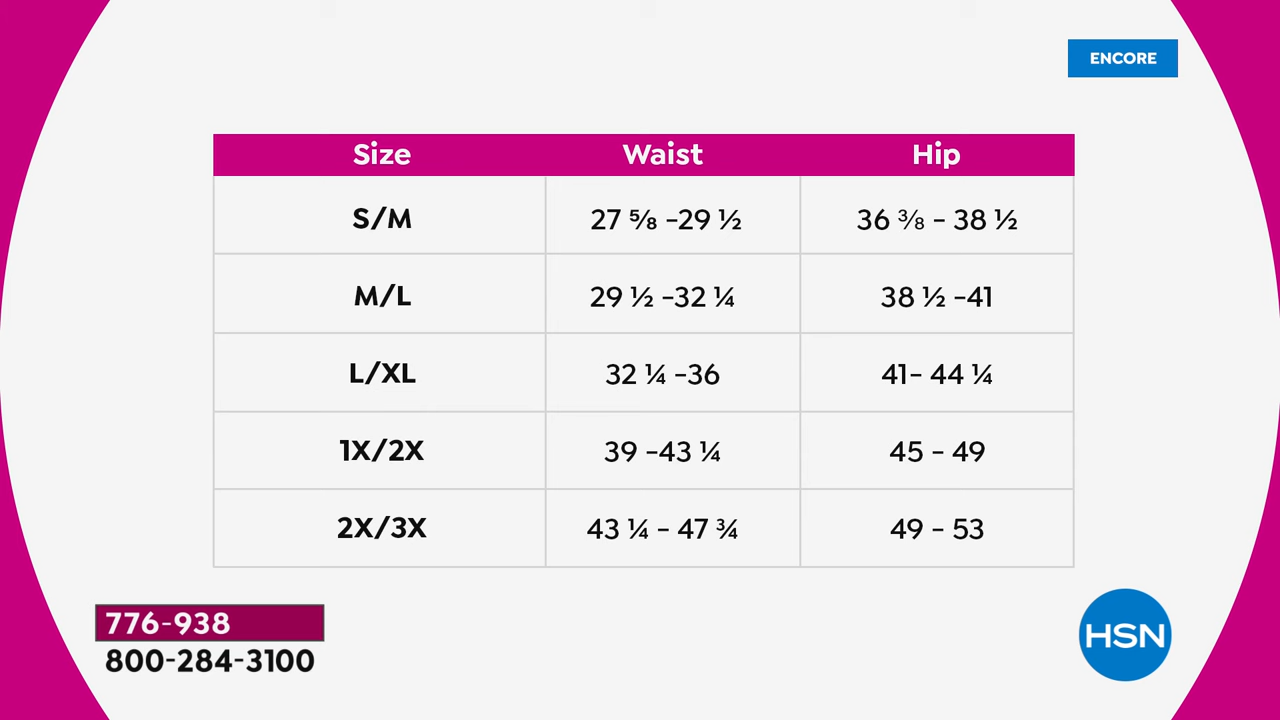 ENCORE
Size Waist Hip
S/M 27 ⅝ –29 ½ 36 ⅜ – 38 ½
M/L 29 ½ –32 ¼ 38 ½ –41
L/XL 32 ¼ –36 41– 44 ¼
1X/2X 39 –43 ¼ 45 – 49
2X/3X 43 ¼ – 47 ¾ 49 – 53
776-938
800-284-3100
HSN